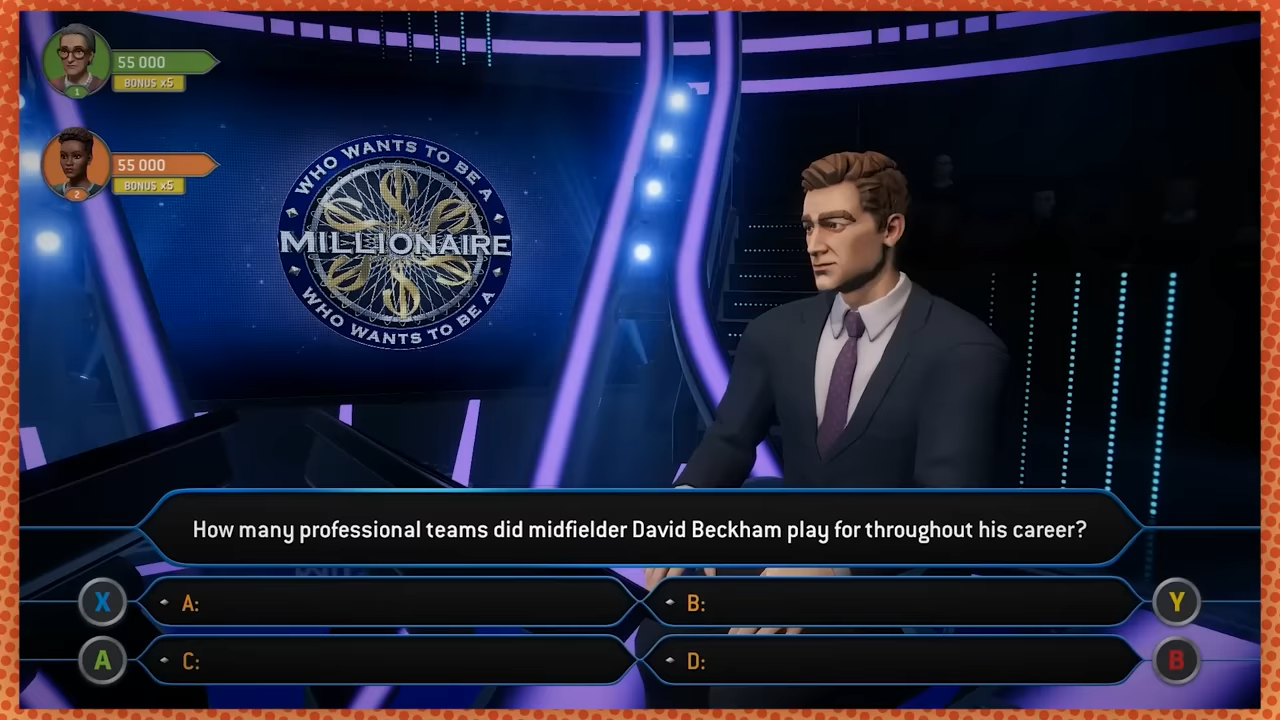 55 000
BONUS x5
1
55 000
BONUS x5
2
WHO WANTS TO BE A
MILLIONAIRE
WHO WANTS TO BE A
How many professional teams did midfielder David Beckham play for throughout his career?
X A: B: Y
A C: D: B